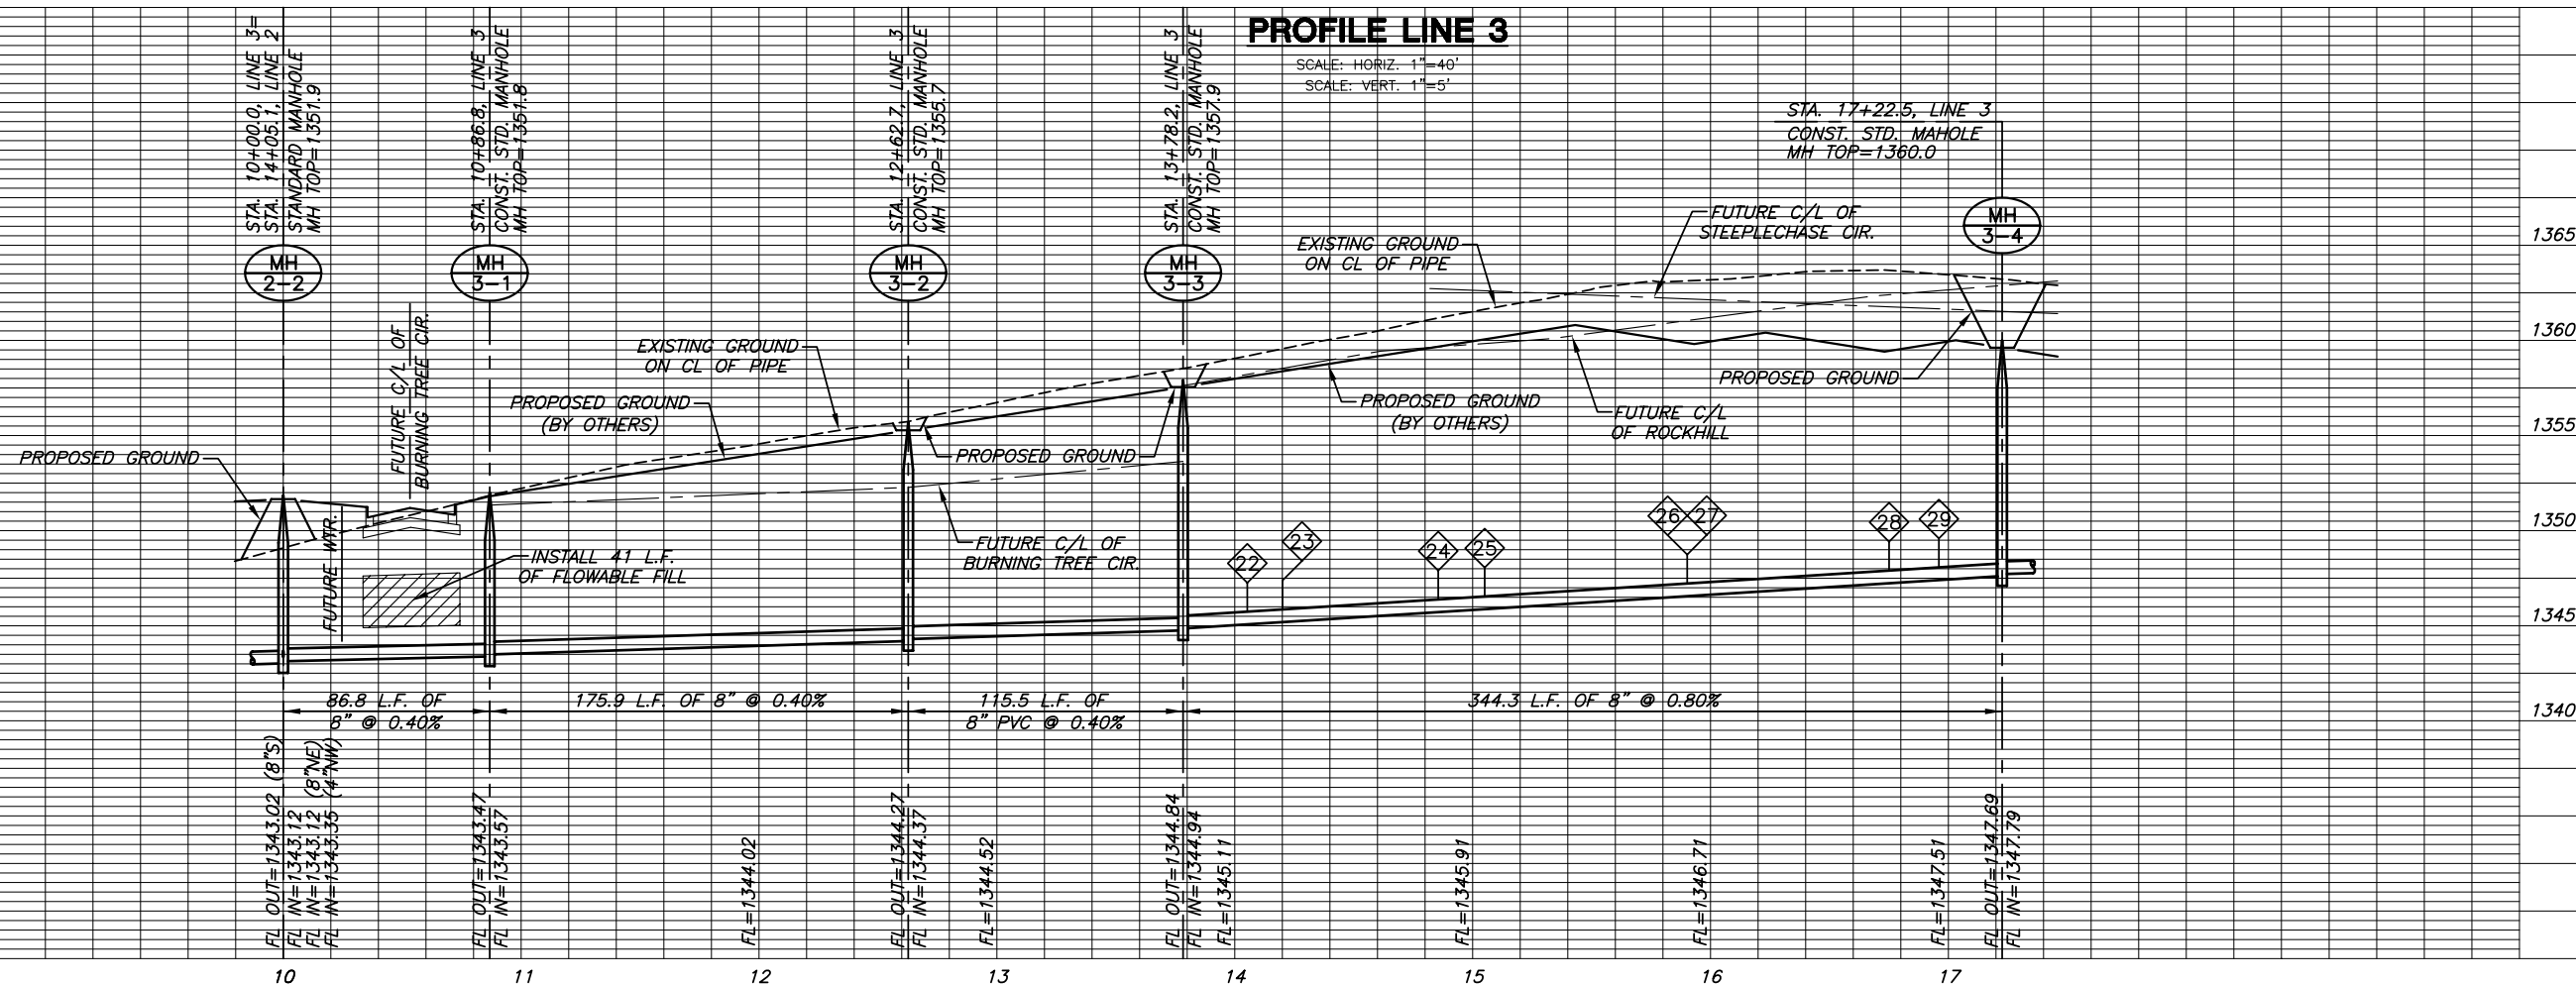 PROFILE LINE 3
SCALE: HORIZ. 1"=40'
SCALE: VERT. 1"=5'
STA. 10+00.0, LINE 3=
STA. 14+05.1, LINE 2
STANDARD MANHOLE
MH TOP=1351.9
STA. 10+86.8, LINE 3
CONST. STD. MANHOLE
MH TOP=1351.8
STA. 12+62.7, LINE 3
CONST. STD. MANHOLE
MH TOP=1355.7
STA. 13+78.2, LINE 3
CONST. STD. MANHOLE
MH TOP=1357.9
STA. 17+22.5, LINE 3
CONST. STD. MAHOLE
MH TOP=1360.0
MH
2-2
MH
3-1
MH
3-2
MH
3-3
MH
3-4
FUTURE C/L OF
STEEPLECHASE CIR.
EXISTING GROUND
ON CL OF PIPE
FUTURE C/L OF
BURNING TREE CIR.
EXISTING GROUND
ON CL OF PIPE
PROPOSED GROUND
(BY OTHERS)
PROPOSED GROUND
PROPOSED GROUND
PROPOSED GROUND
(BY OTHERS)
FUTURE C/L
OF ROCKHILL
PROPOSED GROUND
FUTURE WTR.
INSTALL 41 L.F.
OF FLOWABLE FILL
FUTURE C/L OF
BURNING TREE CIR.
22
23
24
25
26
27
28
29
1365
1360
1355
1350
1345
1340
86.8 L.F. OF
8" @ 0.40%
175.9 L.F. OF 8" @ 0.40%
115.5 L.F. OF
8" PVC @ 0.40%
344.3 L.F. OF 8" @ 0.80%
FL OUT=1343.02 (8"S)
FL IN=1343.12
FL IN=1343.12 (8"NE)
FL IN=1343.35 (4"NW)
FL OUT=1343.47
FL IN=1343.57
FL=1344.02
FL OUT=1344.27
FL IN=1344.37
FL=1344.52
FL OUT=1344.84
FL IN=1344.94
FL=1345.11
FL=1345.91
FL=1346.71
FL=1347.51
FL OUT=1347.69
FL IN=1347.79
10 11 12 13 14 15 16 17